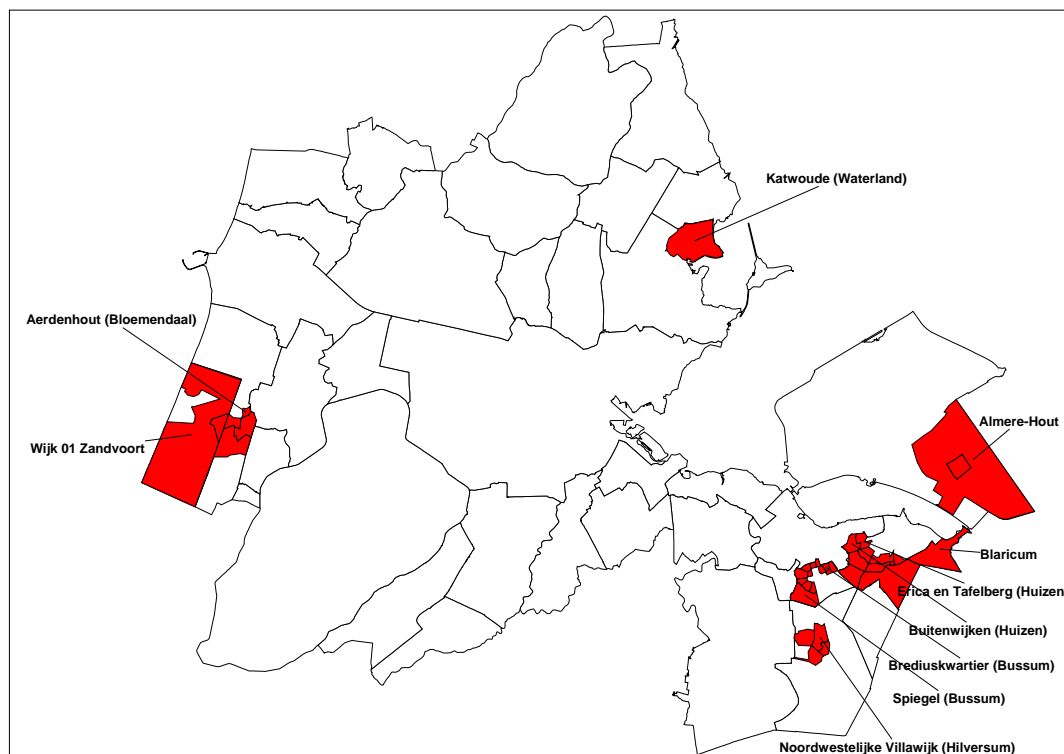 Katwoude (Waterland)
Aerdenhout (Bloemendaal)
Almere-Hout
Wijk 01 Zandvoort
Blaricum
Erica en Tafelberg (Huizen
Buitenwijken (Huizen)
Brediuskwartier (Bussum)
Spiegel (Bussum)
Noordwestelijke Villawijk (Hilversum)